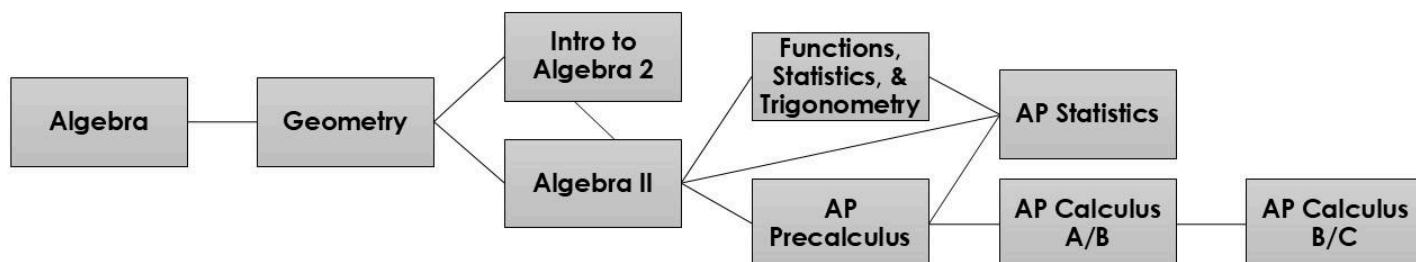 Algebra
Geometry
Intro to
Algebra 2
Algebra II
Functions,
Statistics, &
Trigonometry
AP
Precalculus
AP Statistics
AP Calculus
A/B
AP Calculus
B/C